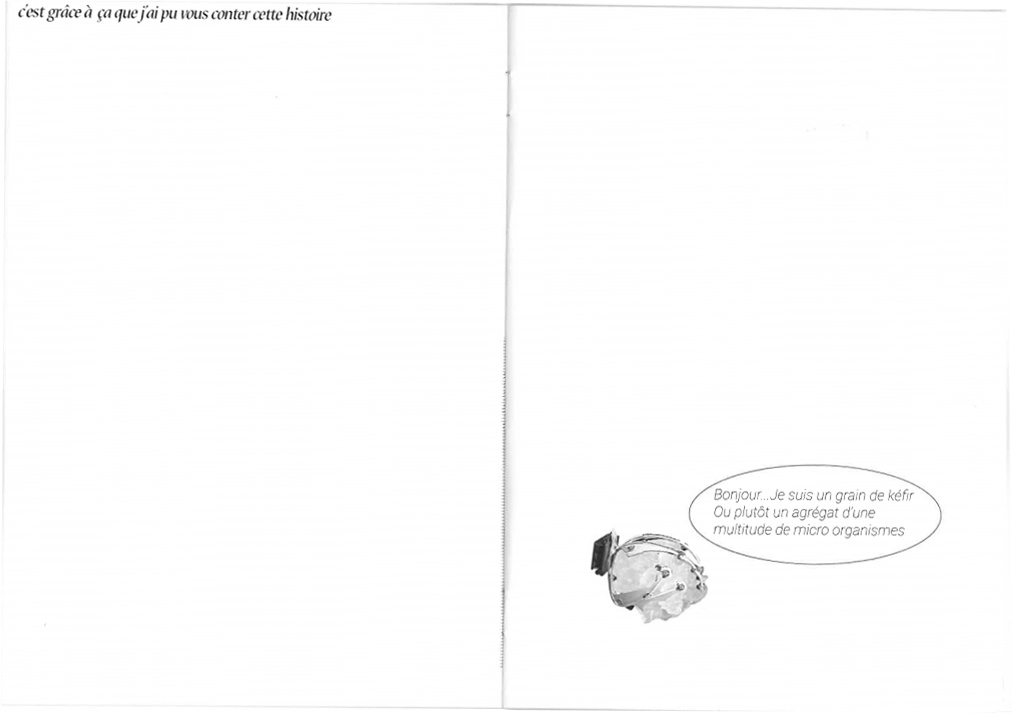 c'est grâce à ça que j'ai pu vous conter cette histoire
Bonjour...Je suis un grain de kéfir
Ou plutôt un agrégat d'une
multitude de micro organismes